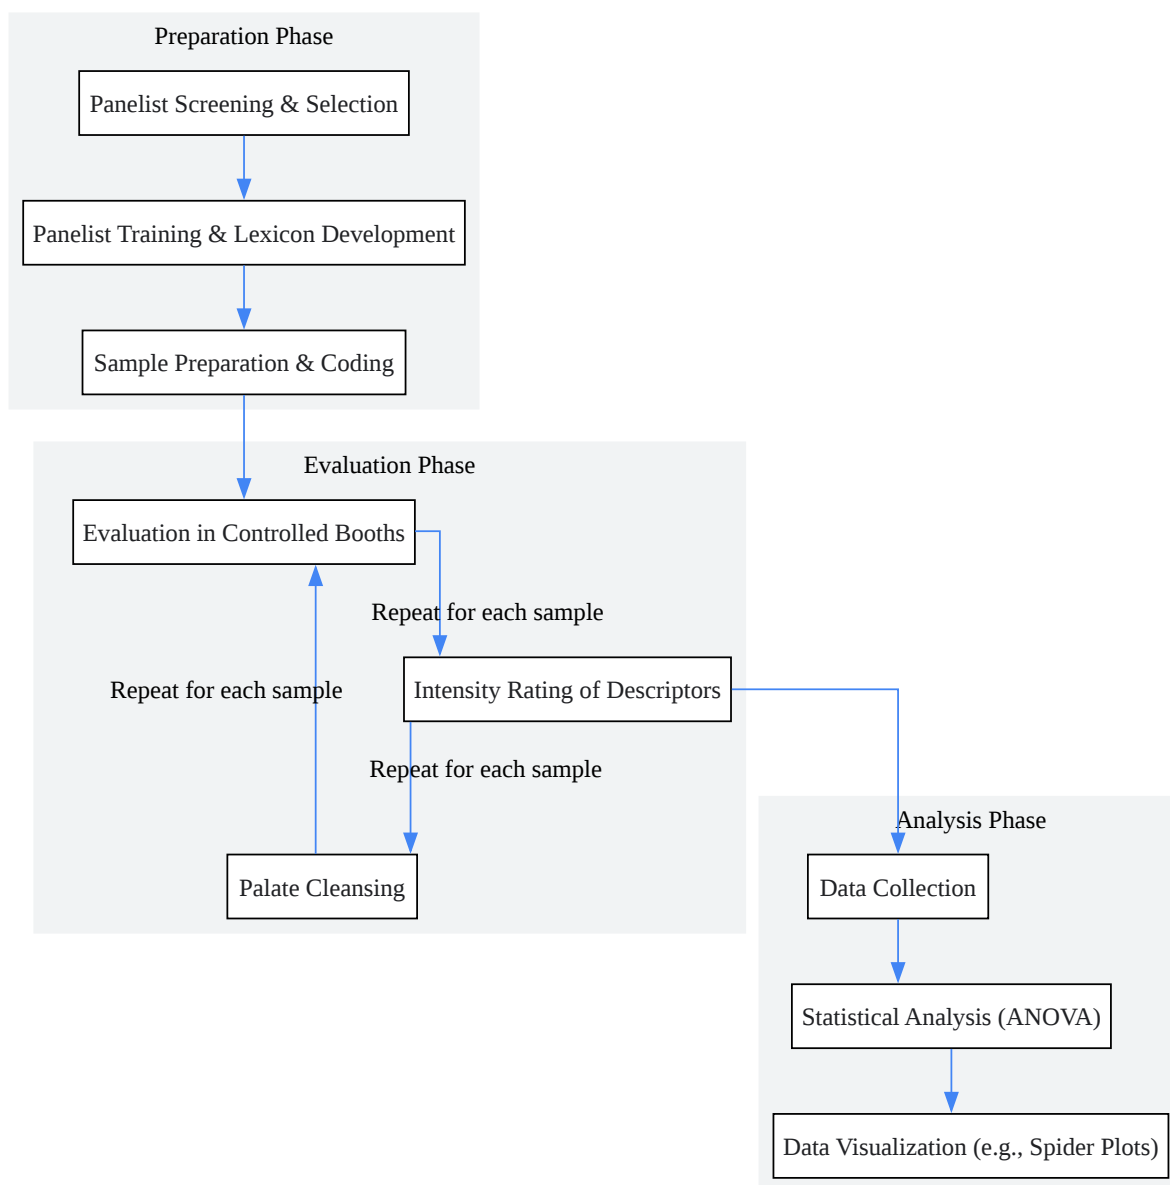 Preparation Phase
Panelist Screening & Selection
Panelist Training & Lexicon Development
Sample Preparation & Coding
Evaluation Phase
Evaluation in Controlled Booths
Repeat for each sample
Repeat for each sample
Intensity Rating of Descriptors
Repeat for each sample
Palate Cleansing
Analysis Phase
Data Collection
Statistical Analysis (ANOVA)
Data Visualization (e.g., Spider Plots)